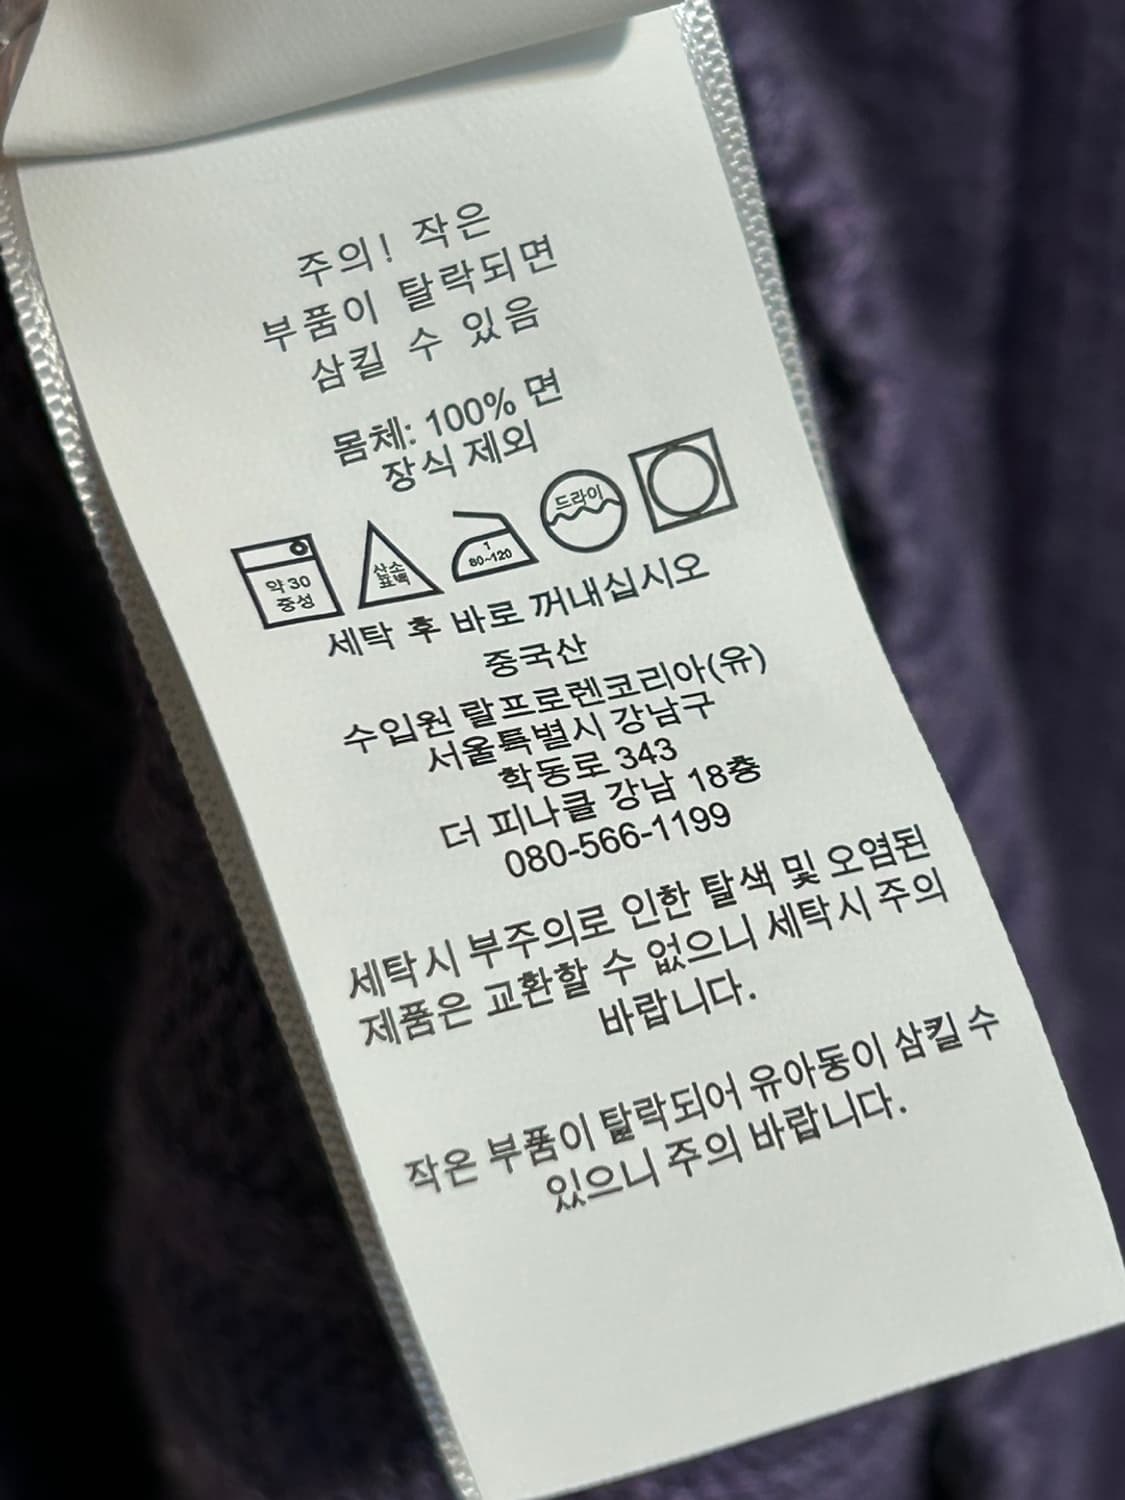 주의! 작은
부품이 탈락되면
삼킬 수 있음
몸체: 100% 면
장식 제외
약 30
중성
산소
표백
1
80~120
드라이
세탁 후 바로 꺼내십시오
중국산
수입원 랄프로렌코리아(유)
서울특별시 강남구
학동로 343
더 피나클 강남 18층
080-566-1199
세탁시 부주의로 인한 탈색 및 오염된
제품은 교환할 수 없으니 세탁시 주의
바랍니다.
작은 부품이 탈락되어 유아동이 삼킬 수
있으니 주의 바랍니다.